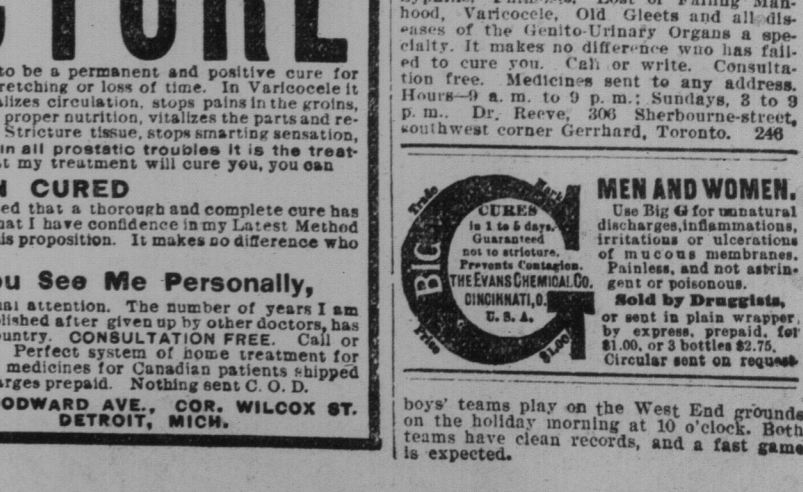 CTURE
to be a permanent and positive cure for
retching or loss of time. In Varicocele it
alizes circulation, stops pains in the groins,
proper nutrition, vitalizes the parts and re-
Stricture tissue, stops smarting sensation,
in all prostatic troubles it is the treat-
t my treatment will cure you, you can
CURED
ed that a thorough and complete cure has
at I have confidence in my Latest Method
is proposition. It makes no difference who
ou See Me Personally,
al attention. The number of years I am
lished after given up by other doctors, has
untry. CONSULTATION FREE. Call or
Perfect system of home treatment for
medicines for Canadian patients shipped
arges prepaid. Nothing sent C. O. D.
OODWARD AVE., COR. WILCOX ST.
DETROIT, MICH.
Lost or Failing Man-
hood, Varicocele, Old Gleets and all dis-
eases of the Genito-Urinary Organs a spe-
cialty. It makes no difference who has fail-
ed to cure you. Call or write. Consulta-
tion free. Medicines sent to any address.
Hours—9 a. m. to 9 p. m.; Sundays, 3 to 9
p. m.. Dr. Reeve, 306 Sherbourne-street,
southwest corner Gerrhard, Toronto. 246
Trade Mark
BIG G
CURES
in 1 to 5 days.
Guaranteed
not to stricture.
Prevents Contagion.
THE EVANS CHEMICAL CO.
CINCINNATI, O.
U. S. A.
Price $1.00
MEN AND WOMEN.
Use Big G for unnatural
discharges, inflammations,
irritations or ulcerations
of mucous membranes.
Painless, and not astrin-
gent or poisonous.
Sold by Druggists,
or sent in plain wrapper,
by express, prepaid, for
$1.00, or 3 bottles $2.75.
Circular sent on request
boys' teams play on the West End grounds
on the holiday morning at 10 o'clock. Both
teams have clean records, and a fast game
is expected.